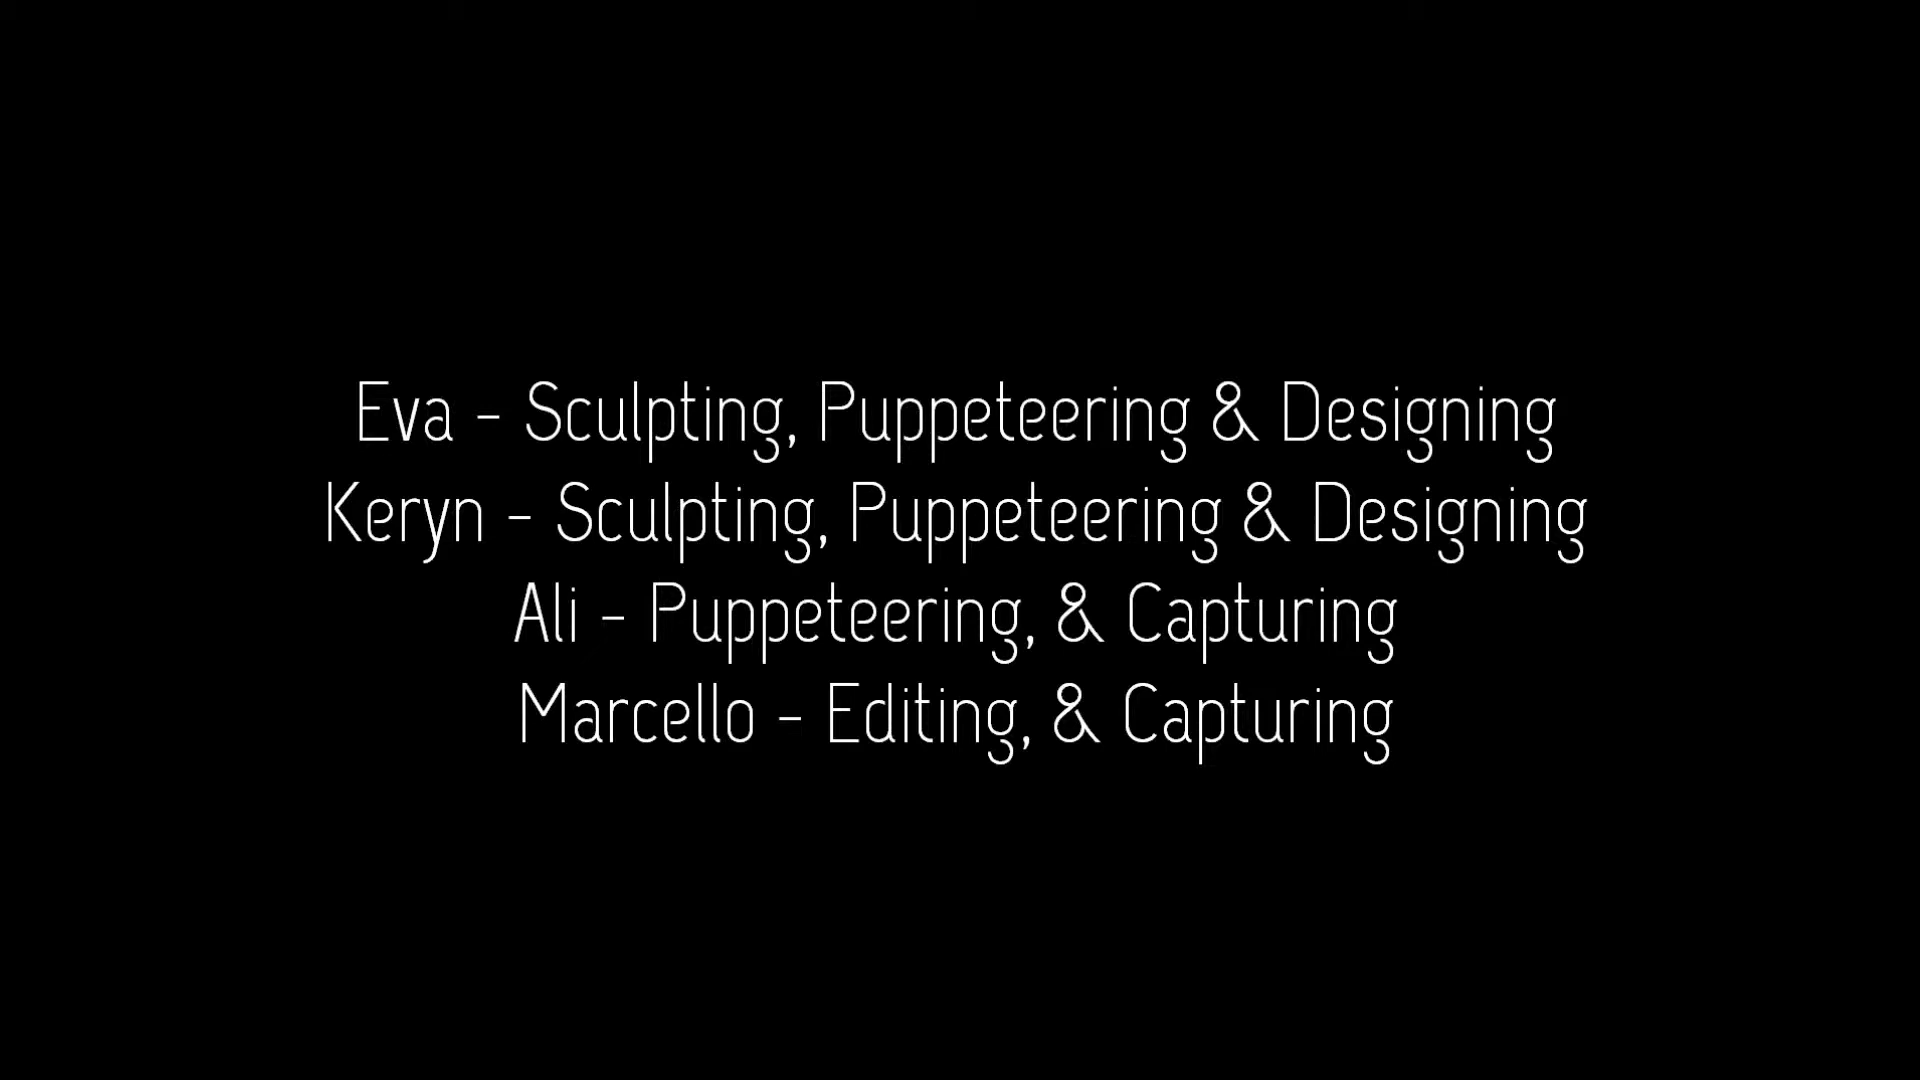 Eva - Sculpting, Puppeteering & Designing
Keryn - Sculpting, Puppeteering & Designing
Ali - Puppeteering, & Capturing
Marcello - Editing, & Capturing